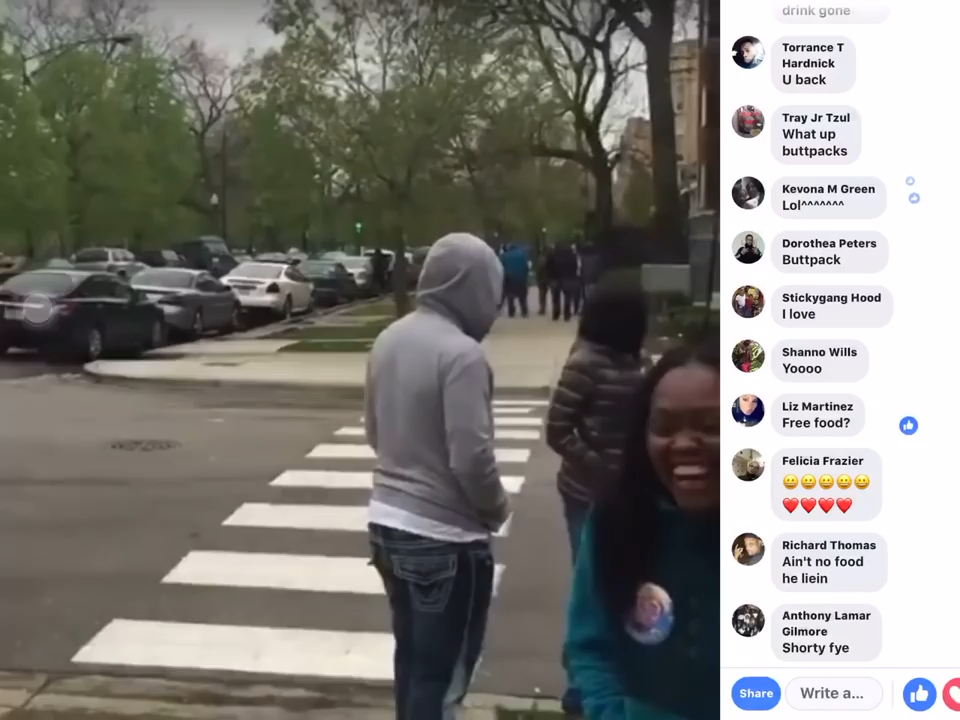 drink gone
Torrance T
Hardnick
U back
Tray Jr Tzul
What up
buttpacks
Kevona M Green
Lol^^^^^^^
Dorothea Peters
Buttpack
Stickygang Hood
I love
Shanno Wills
Yoooo
Liz Martinez
Free food?
Felicia Frazier
😀😀😀😀😀
❤️❤️❤️❤️
Richard Thomas
Ain't no food
he liein
Anthony Lamar
Gilmore
Shorty fye
Share
Write a...